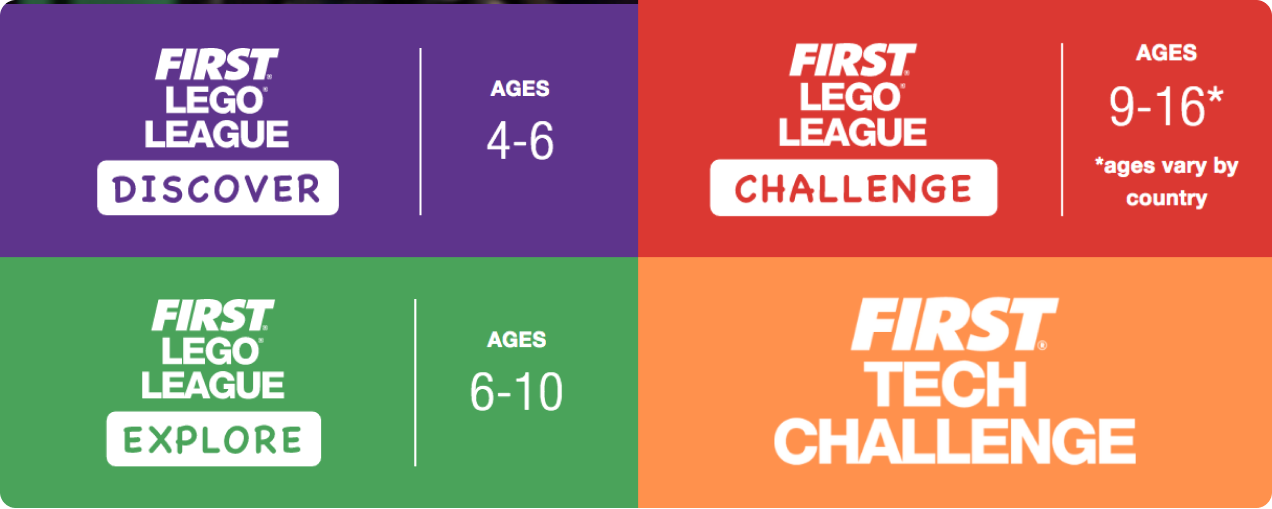 FIRST®
LEGO®
LEAGUE
DISCOVER
AGES
4-6
FIRST®
LEGO®
LEAGUE
CHALLENGE
AGES
9-16*
*ages vary by
country
FIRST®
LEGO®
LEAGUE
EXPLORE
AGES
6-10
FIRST®
TECH
CHALLENGE